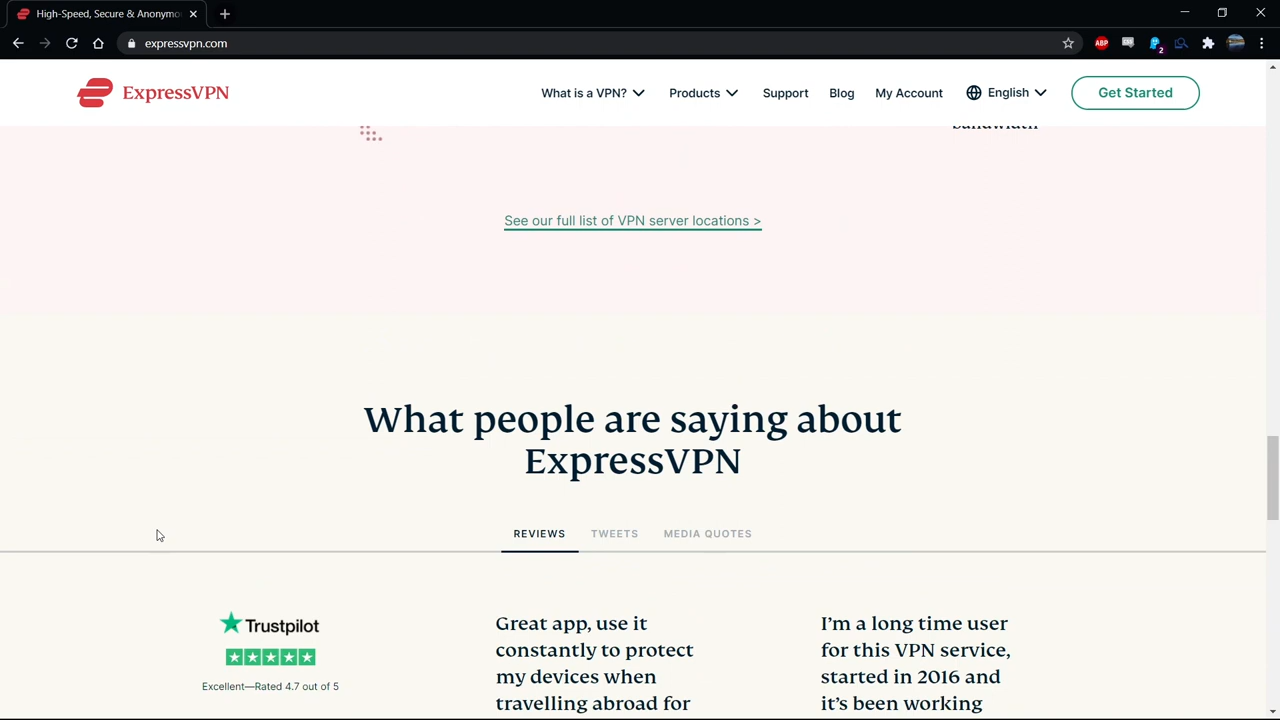 High-Speed, Secure & Anonymo
expressvpn.com
ABP
2
ExpressVPN
What is a VPN?
Products
Support
Blog
My Account
English
Get Started
bandwidth
See our full list of VPN server locations >
What people are saying about
ExpressVPN
REVIEWS
TWEETS
MEDIA QUOTES
Trustpilot
Excellent—Rated 4.7 out of 5
Great app, use it
constantly to protect
my devices when
travelling abroad for
I’m a long time user
for this VPN service,
started in 2016 and
it’s been working